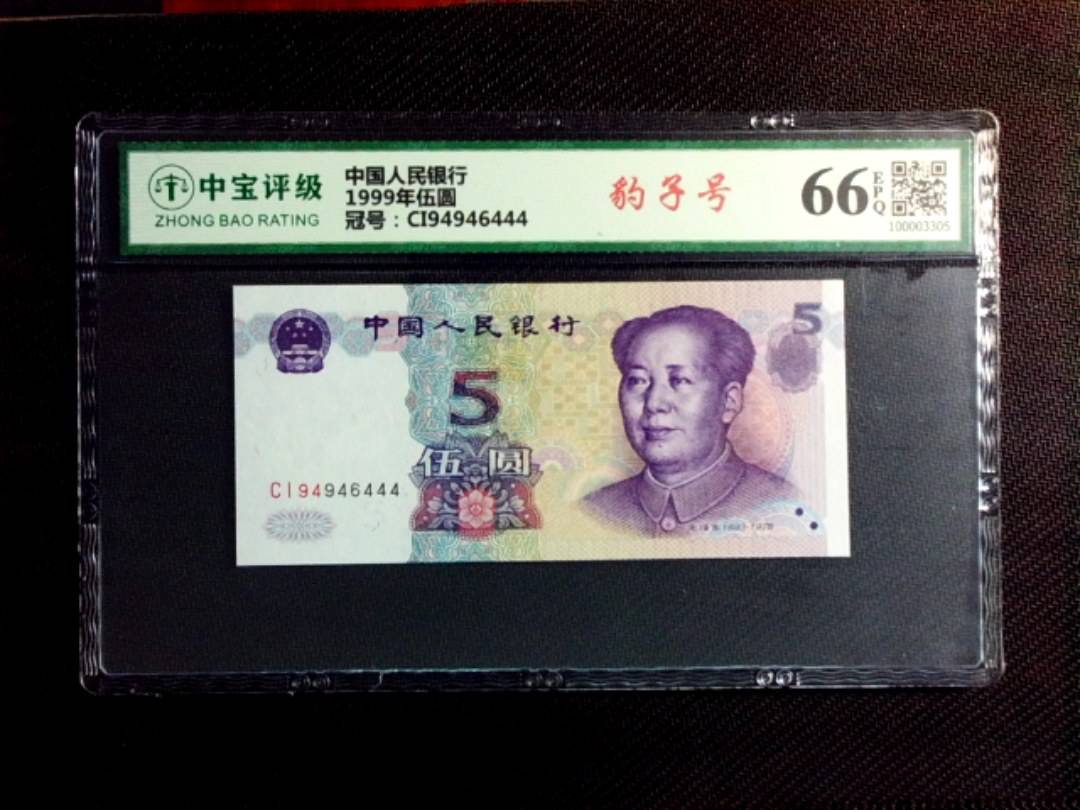 中宝评级
ZHONG BAO RATING
中国人民银行
1999年伍圆
冠号：CI94946444
豹子号
66
EPQ
100003305
中国人民银行
5
5
伍圆
CI94946444